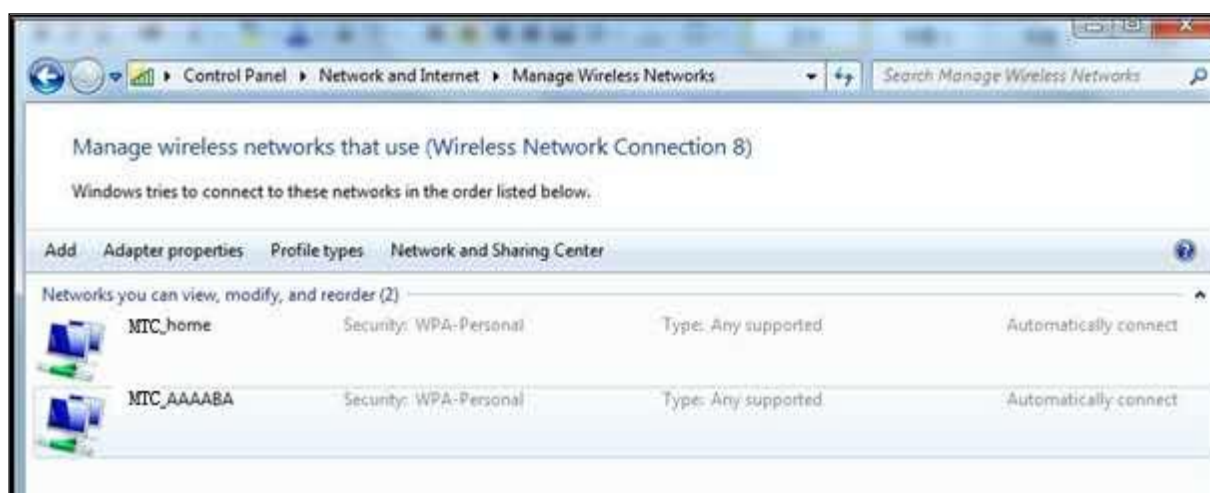 Control Panel ▸ Network and Internet ▸ Manage Wireless Networks
Search Manage Wireless Networks
Manage wireless networks that use (Wireless Network Connection 8)
Windows tries to connect to these networks in the order listed below.
Add Adapter properties Profile types Network and Sharing Center
Networks you can view, modify, and reorder (2)
MTC_home Security: WPA-Personal Type: Any supported Automatically connect
MTC_AAAABA Security: WPA-Personal Type: Any supported Automatically connect